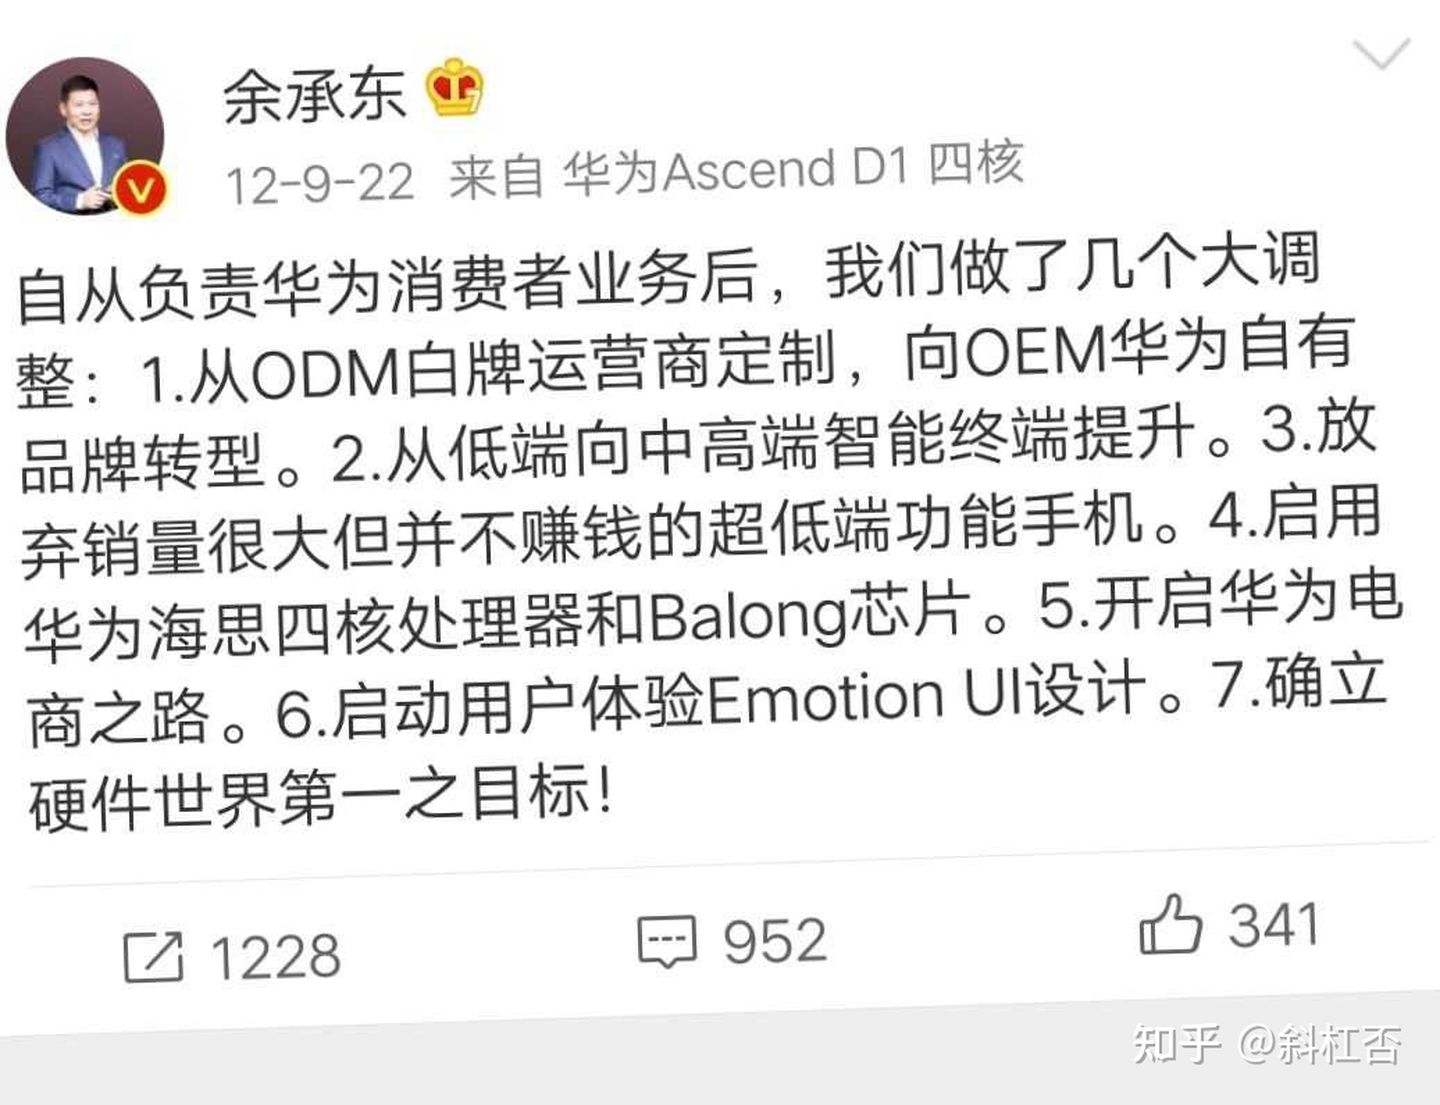 余承东
12-9-22 来自 华为Ascend D1 四核
自从负责华为消费者业务后，我们做了几个大调
整：1.从ODM白牌运营商定制，向OEM华为自有
品牌转型。2.从低端向中高端智能终端提升。3.放
弃销量很大但并不赚钱的超低端功能手机。4.启用
华为海思四核处理器和Balong芯片。5.开启华为电
商之路。6.启动用户体验Emotion UI设计。7.确立
硬件世界第一之目标！
1228 952 341
知乎 @斜杠否